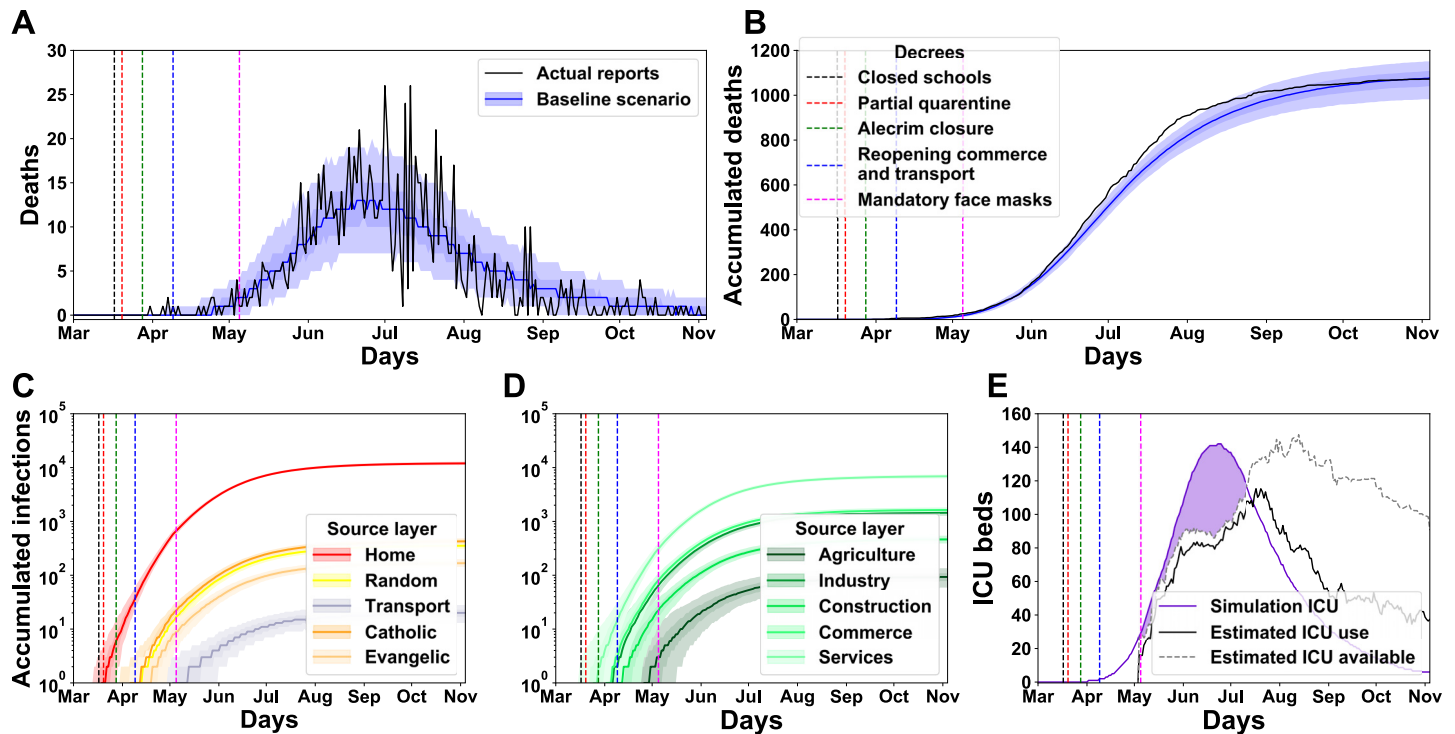 A
30
25
20
15
10
5
0
Deaths
Actual reports
Baseline scenario
Mar Apr May Jun Jul Aug Sep Oct Nov
Days
B
1200
1000
800
600
400
200
0
Accumulated deaths
Decrees
Closed schools
Partial quarentine
Alecrim closure
Reopening commerce
and transport
Mandatory face masks
Mar Apr May Jun Jul Aug Sep Oct Nov
Days
C
10^5
10^4
10^3
10^2
10^1
10^0
Accumulated infections
Source layer
Home
Random
Transport
Catholic
Evangelic
Mar Apr May Jun Jul Aug Sep Oct Nov
Days
D
10^5
10^4
10^3
10^2
10^1
10^0
Source layer
Agriculture
Industry
Construction
Commerce
Services
Mar Apr May Jun Jul Aug Sep Oct Nov
Days
E
160
140
120
100
80
60
40
20
0
ICU beds
Simulation ICU
Estimated ICU use
Estimated ICU available
Mar Apr May Jun Jul Aug Sep Oct Nov
Days